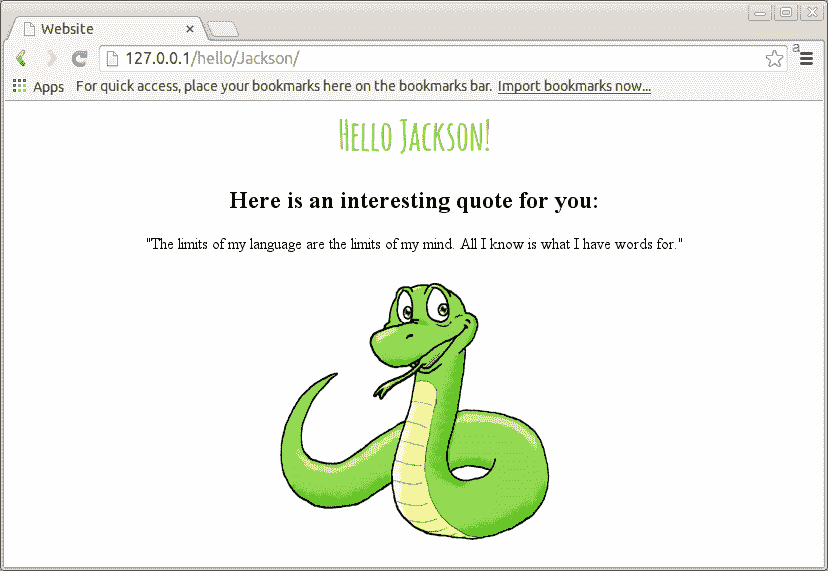 Website
127.0.0.1/hello/Jackson/
a
Apps For quick access, place your bookmarks here on the bookmarks bar. Import bookmarks now...
Hello Jackson!
Here is an interesting quote for you:
"The limits of my language are the limits of my mind. All I know is what I have words for."